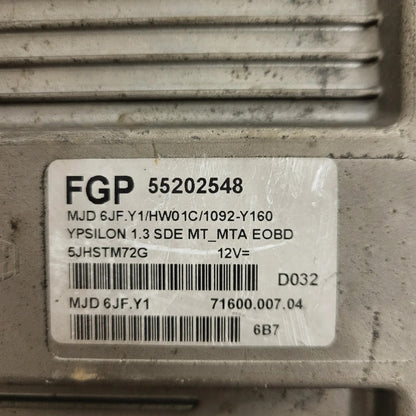 FGP 55202548
MJD 6JF.Y1/HW01C/1092-Y160
YPSILON 1.3 SDE MT_MTA EOBD
5JHSTM72G 12V=
D032
MJD 6JF.Y1 71600.007.04
6B7